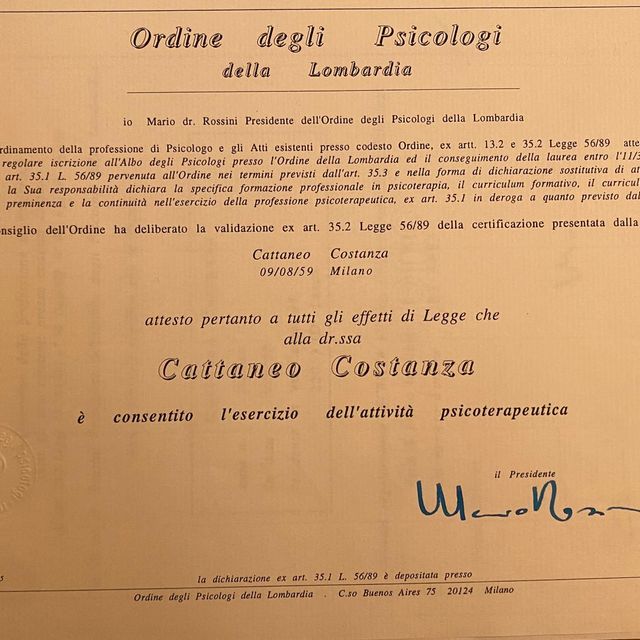 Ordine degli Psicologi
della Lombardia
io Mario dr. Rossini Presidente dell'Ordine degli Psicologi della Lombardia
ordinamento della professione di Psicologo e gli Atti esistenti presso codesto Ordine, ex artt. 13.2 e 35.2 Legge 56/89
regolare iscrizione all'Albo degli Psicologi presso l'Ordine della Lombardia ed il conseguimento della laurea entro l'11/
art. 35.1 L. 56/89 pervenuta all'Ordine nei termini previsti dall'art. 35.3 e nella forma di dichiarazione sostitutiva di
la Sua responsabilità dichiara la specifica formazione professionale in psicoterapia, il curriculum formativo, il
preminenza e la continuità nell'esercizio della professione psicoterapeutica, ex art. 35.1 in deroga a quanto previsto
dell'Ordine ha deliberato la validazione ex art. 35.2 Legge 56/89 della certificazione presentata dalla
Cattaneo Costanza
09/08/59 Milano
attesto pertanto a tutti gli effetti di Legge che
alla dr.ssa
Cattaneo Costanza
è consentito l'esercizio dell'attività psicoterapeutica
il Presidente
la dichiarazione ex art. 35.1 L. 56/89 è depositata presso
Ordine degli Psicologi della Lombardia . C.so Buenos Aires 75 20124 Milano